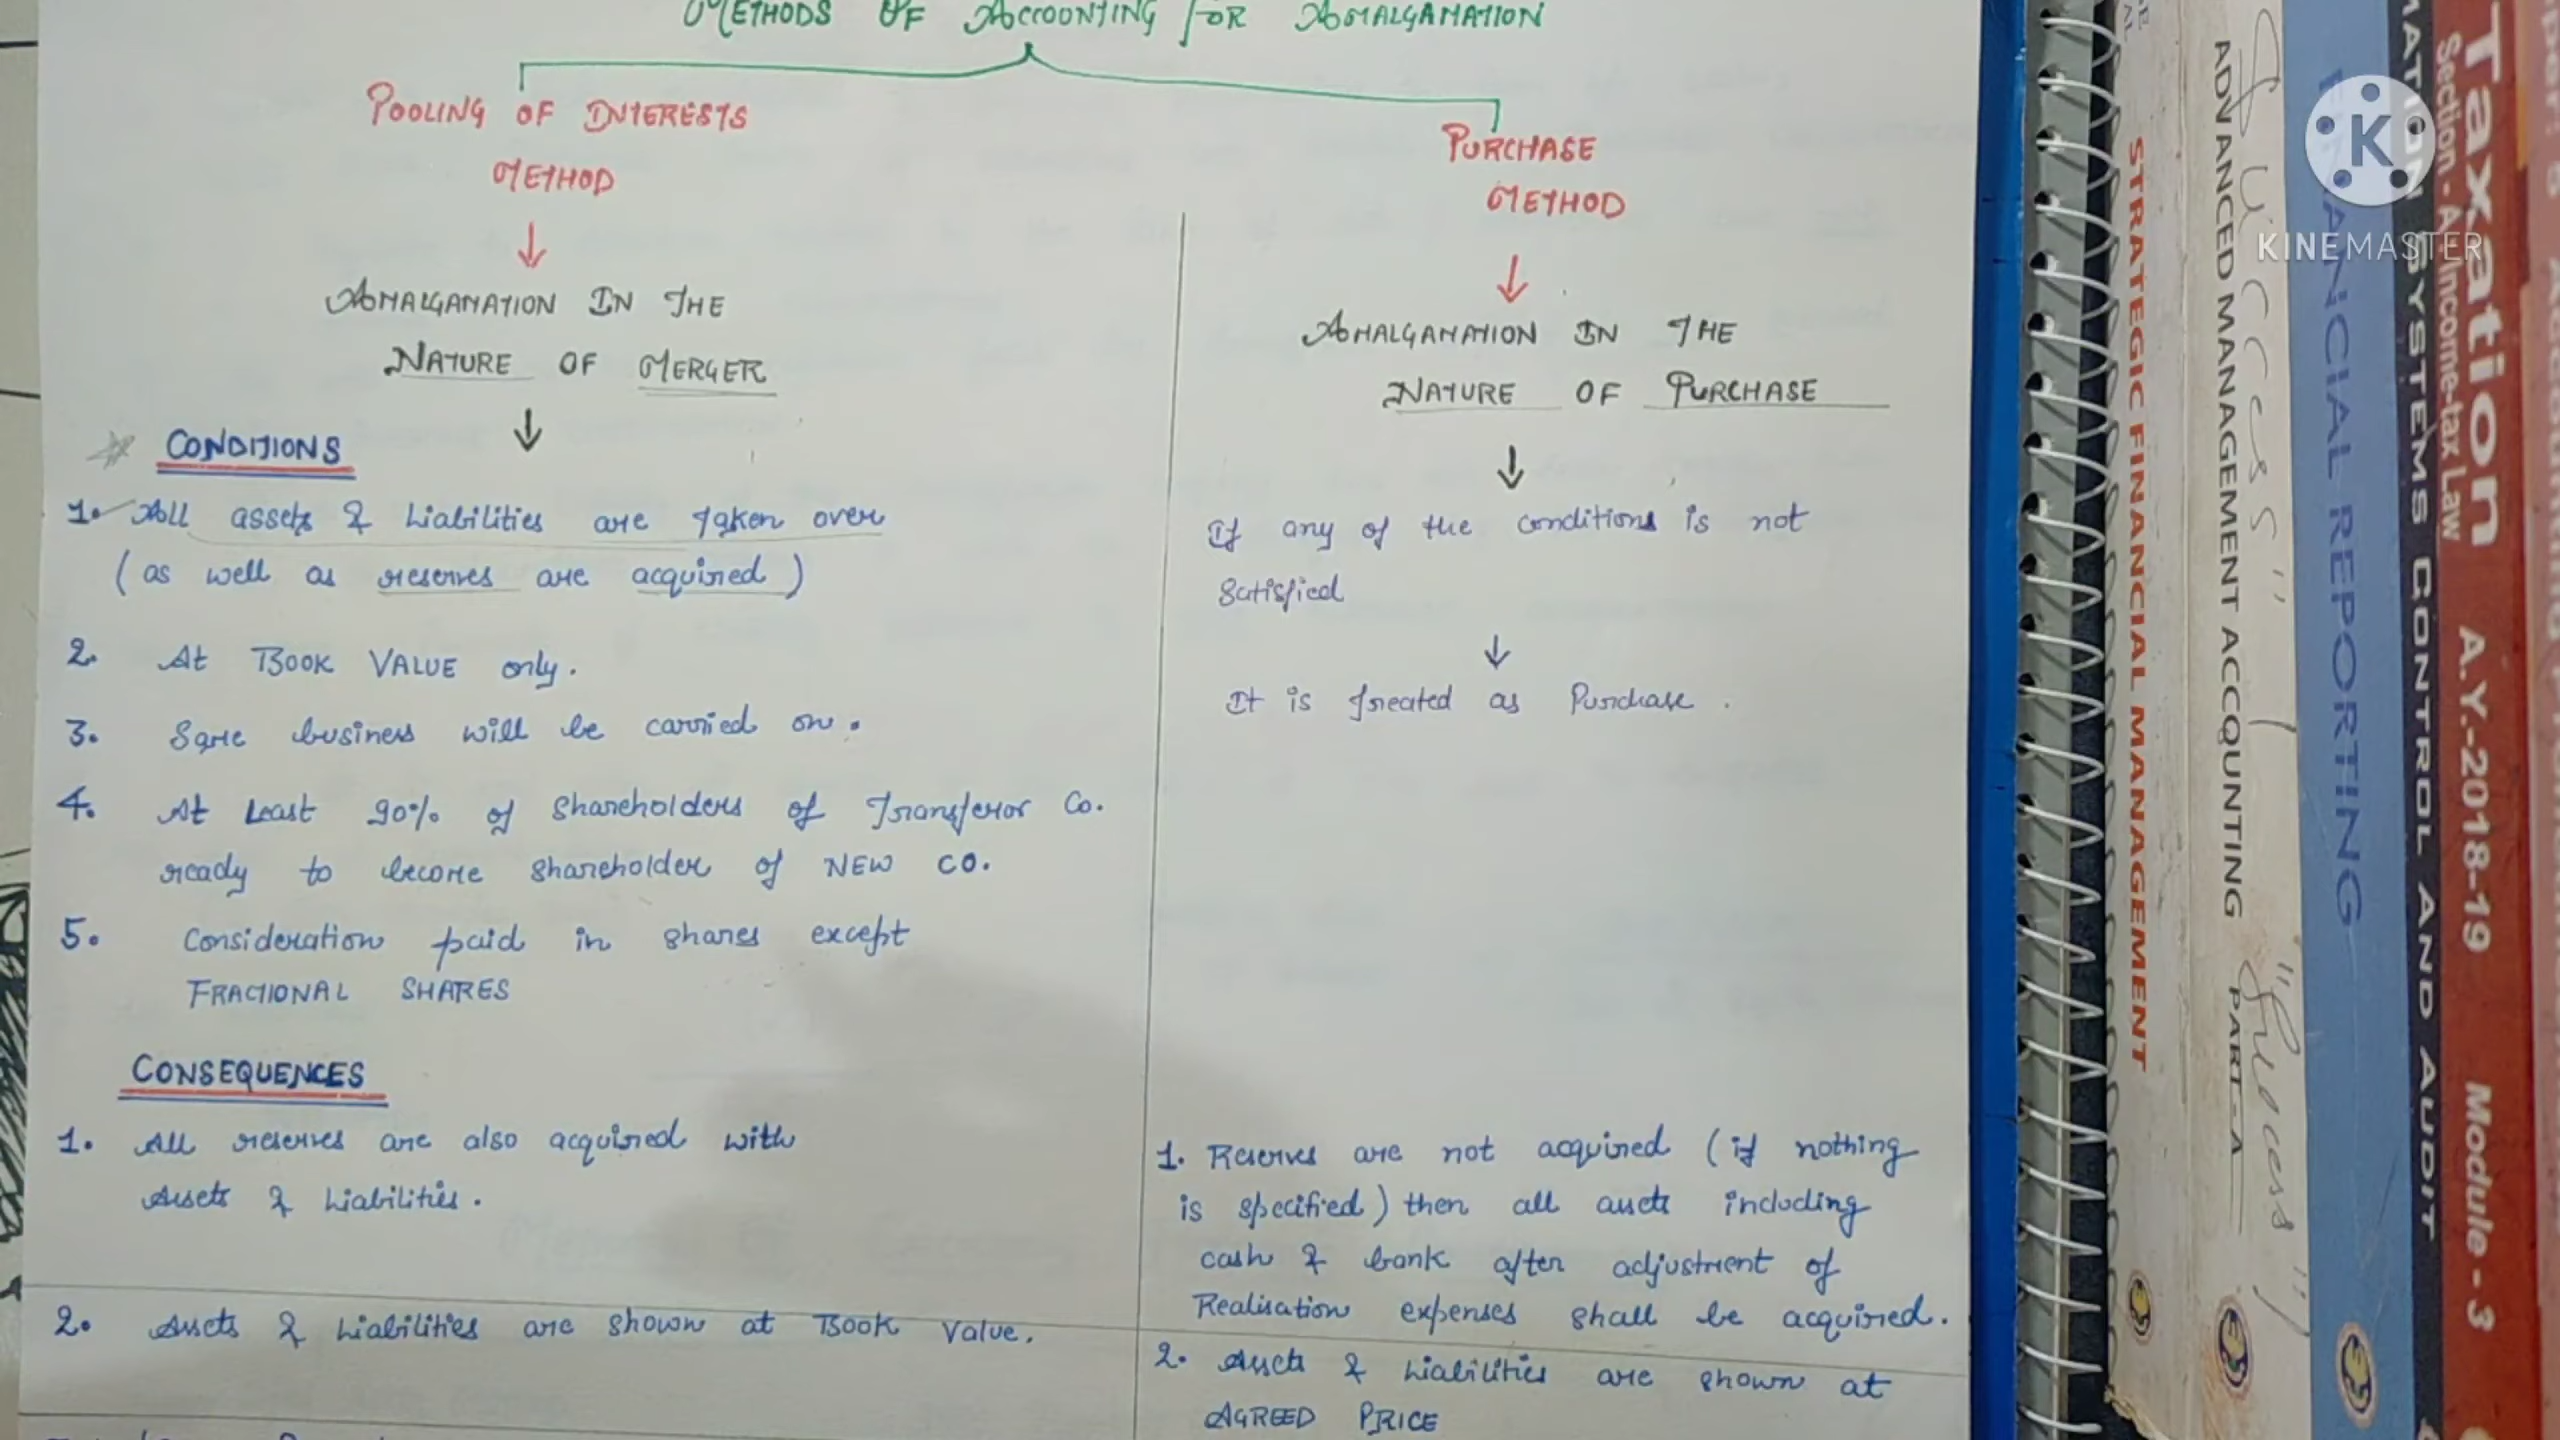 METHODS OF ACCOUNTING FOR AMALGAMATION
POOLING OF INTERESTS
METHOD
AMALGAMATION IN THE
NATURE OF MERGER
CONDITIONS
1. All assets & Liabilities are taken over
(as well as reserves are acquired)
2. At BOOK VALUE only.
3. Same business will be carried on.
4. At Least 90% of shareholders of Transferor Co.
ready to become shareholder of NEW CO.
5. Consideration paid in shares except
FRACTIONAL SHARES
CONSEQUENCES
1. All reserves are also acquired with
Assets & Liabilities.
2. Assets & Liabilities are shown at Book Value.
PURCHASE
METHOD
AMALGAMATION IN THE
NATURE OF PURCHASE
If any of the conditions is not
satisfied
It is treated as Purchase.
1. Reserves are not acquired (if nothing
is specified) then all assets including
cash & bank after adjustment of
Realisation expenses shall be acquired.
2. Assets & Liabilities are shown at
AGREED PRICE
STRATEGIC FINANCIAL MANAGEMENT
ADVANCED MANAGEMENT ACCOUNTING PART-A
"Success"
FINANCIAL REPORTING
MATION SYSTEMS CONTROL AND AUDIT
Taxation A.Y.-2018-19 Module - 3
Section - A: Income-tax Law
K
KINEMASTER